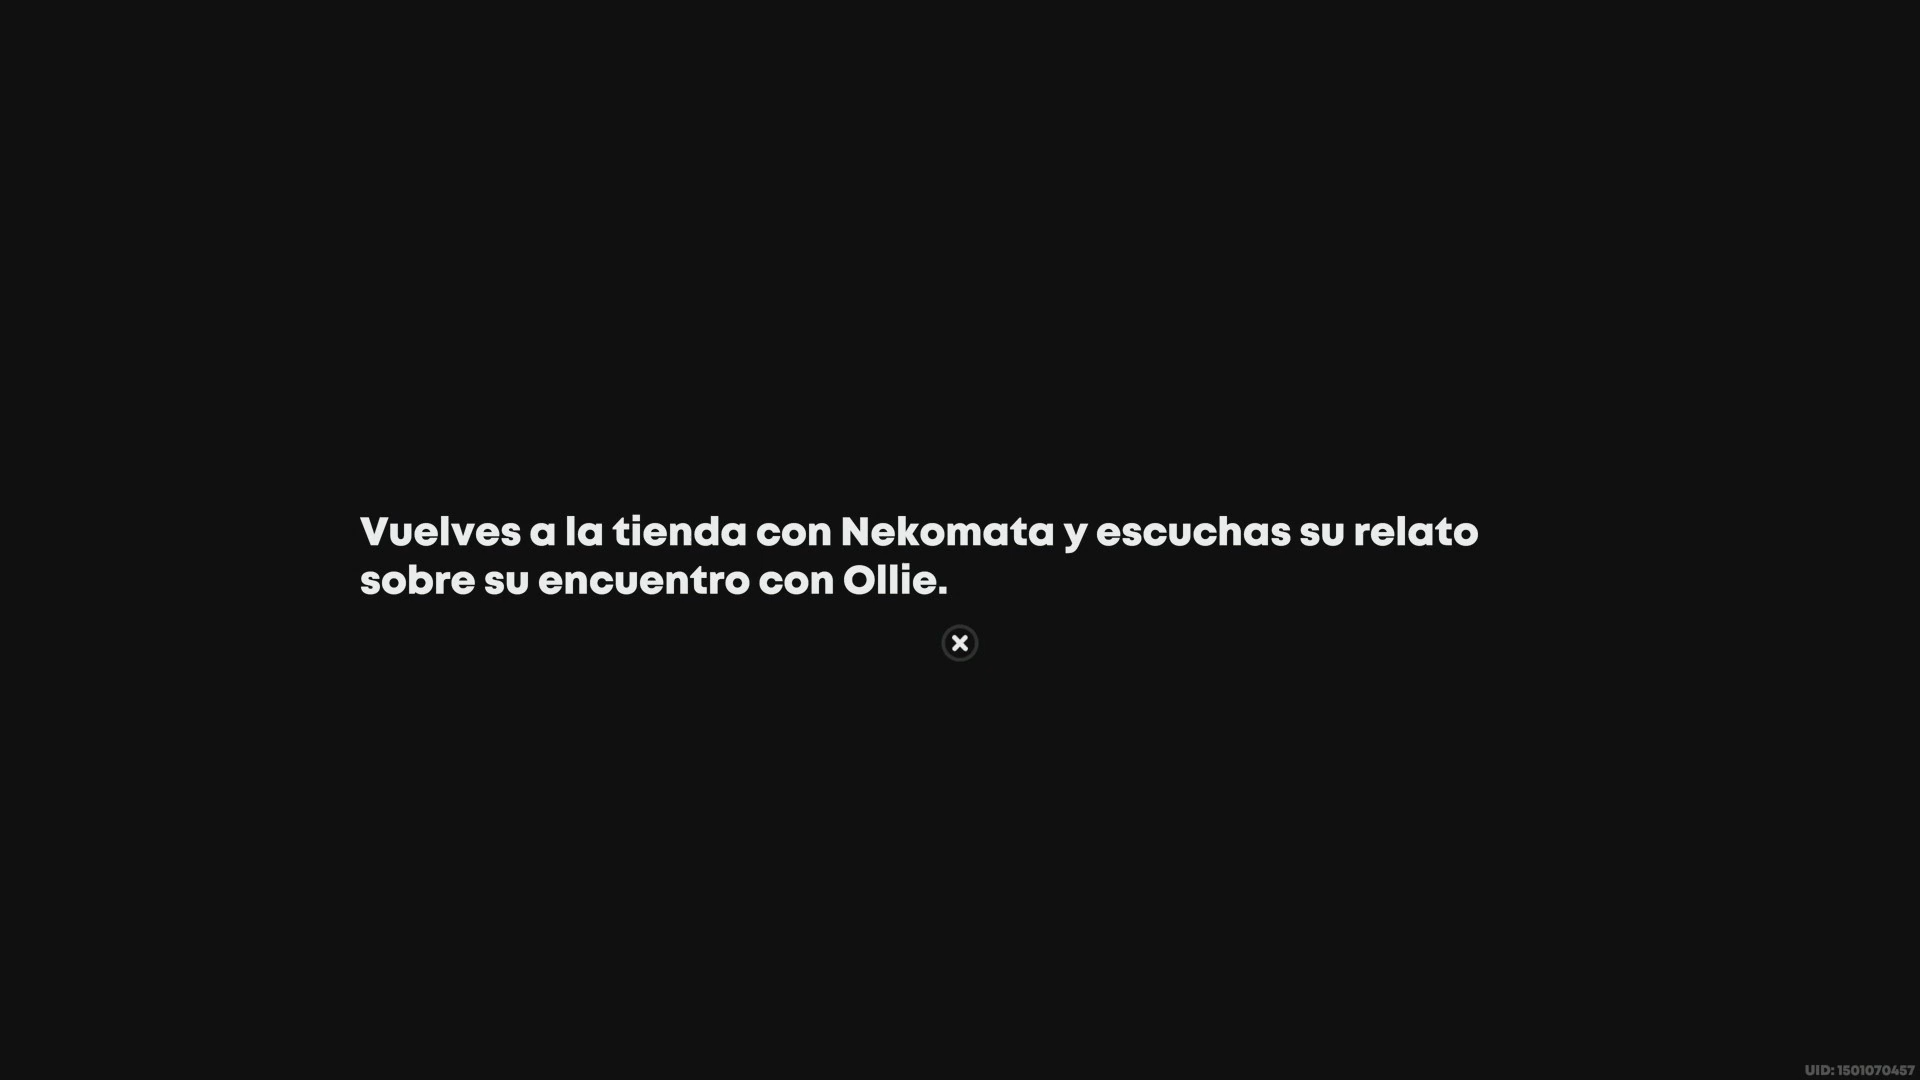 Vuelves a la tienda con Nekomata y escuchas su relato
sobre su encuentro con Ollie.
UID: 1501070457